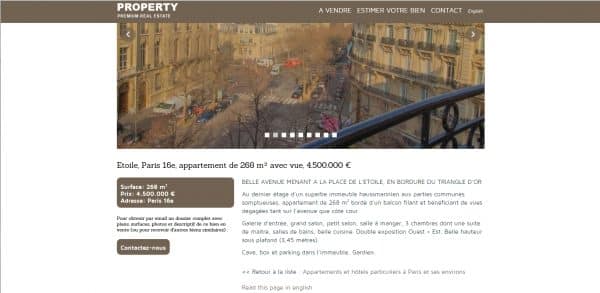 PROPERTY
PREMIUM REAL ESTATE
A VENDRE ESTIMER VOTRE BIEN CONTACT English
Etoile, Paris 16e, appartement de 268 m² avec vue, 4.500.000 €
Surface: 268 m²
Prix: 4.500.000 €
Adresse: Paris 16e
Pour obtenir par email un dossier complet avec
plans, surfaces, photos et descriptif de ce bien en
vente (ou pour recevoir d'autres biens similaires) :
Contactez-nous
BELLE AVENUE MENANT A LA PLACE DE L'ETOILE, EN BORDURE DU TRIANGLE D'OR
Au dernier étage d'un superbe immeuble haussmannien aux parties communes
somptueuses, appartement de 268 m² bordé d'un balcon filant et bénéficiant de vues
dégagées tant sur l'avenue que côté cour.
Galerie d'entrée, grand salon, petit salon, salle à manger, 3 chambres dont une suite
de maître, salles de bains, belle cuisine. Double exposition Ouest + Est. Belle hauteur
sous plafond (3,45 mètres).
Cave, box et parking dans l'immeuble. Gardien.
<< Retour à la liste : Appartements et hôtels particuliers à Paris et ses environs
Read this page in english